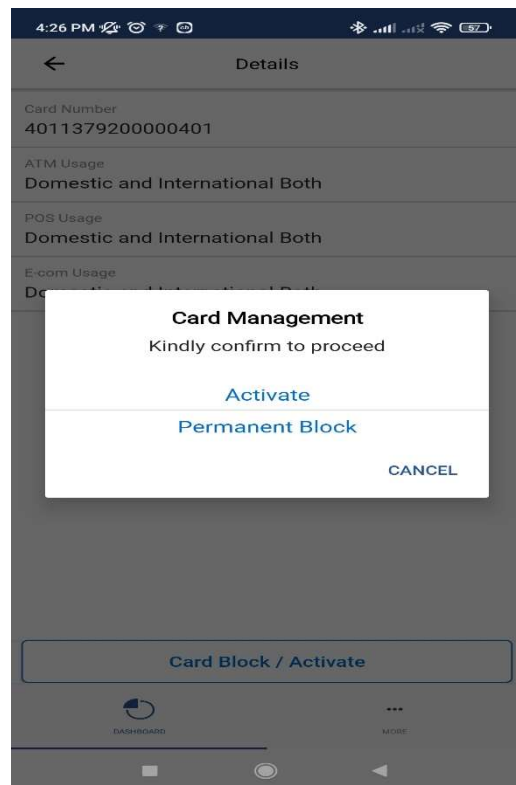 4:26 PM
57
Details
Card Number
4011379200000401
ATM Usage
Domestic and International Both
POS Usage
Domestic and International Both
E-com Usage
Card Management
Kindly confirm to proceed
Activate
Permanent Block
CANCEL
Card Block / Activate
DASHBOARD
MORE